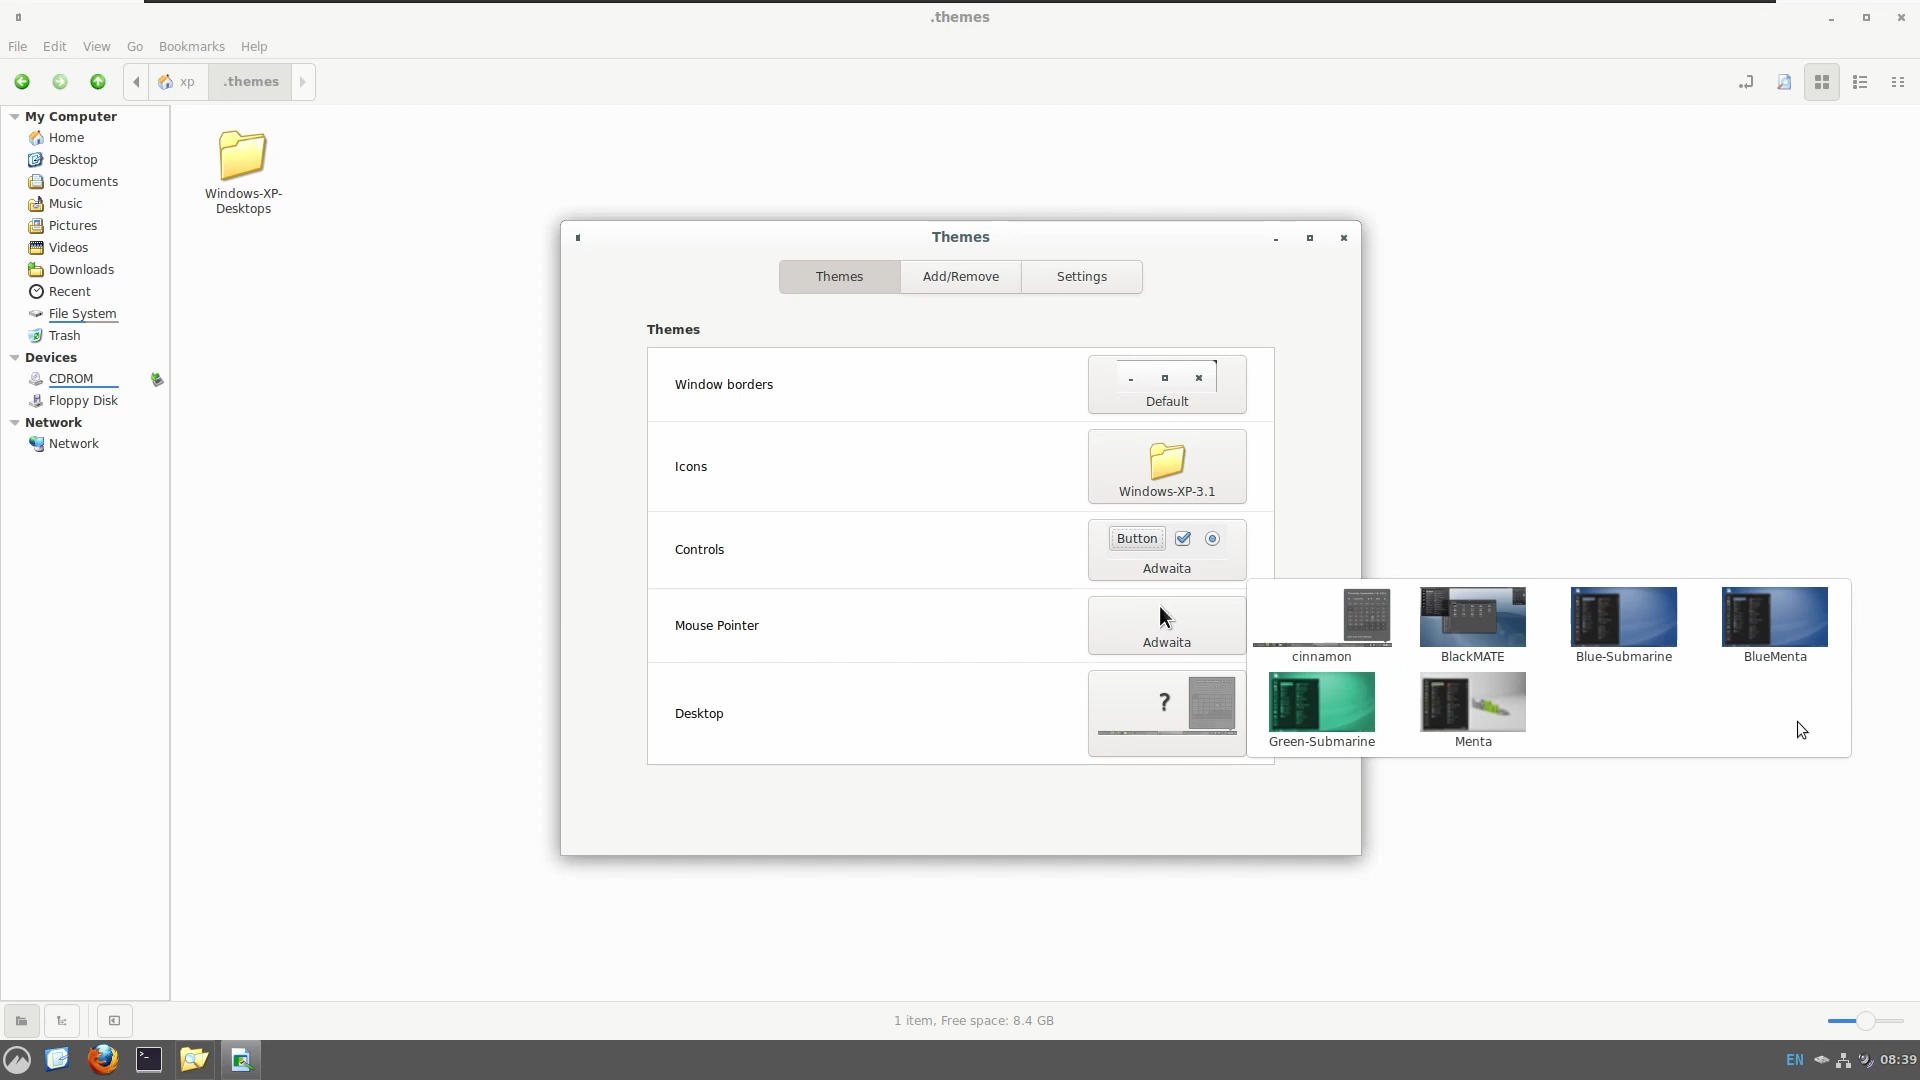 .themes
File Edit View Go Bookmarks Help
xp .themes
My Computer
Home
Desktop
Documents
Music
Pictures
Videos
Downloads
Recent
File System
Trash
Devices
CDROM
Floppy Disk
Network
Network
Windows-XP-
Desktops
Themes
Themes Add/Remove Settings
Themes
Window borders
Default
Icons
Windows-XP-3.1
Controls
Button
Adwaita
Mouse Pointer
Adwaita
Desktop
?
cinnamon BlackMATE Blue-Submarine BlueMenta
Green-Submarine Menta
1 item, Free space: 8.4 GB
EN 08:39